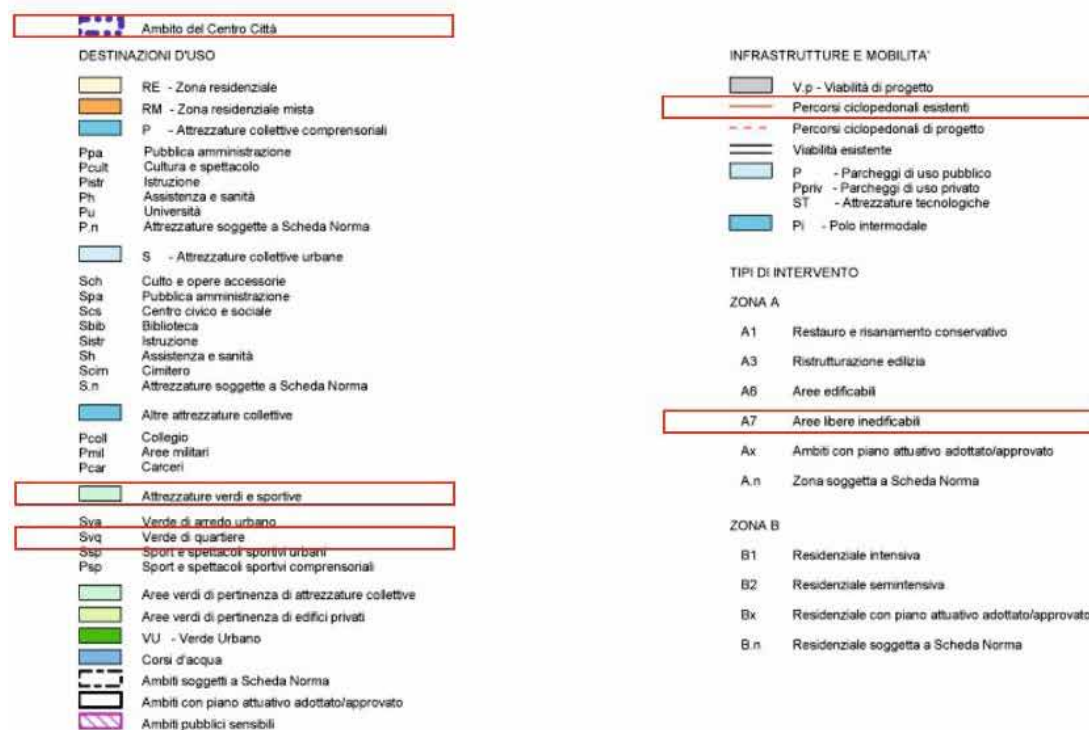 Ambito del Centro Città
DESTINAZIONI D'USO
RE - Zona residenziale
RM - Zona residenziale mista
P - Attrezzature collettive comprensoriali
Ppa Pubblica amministrazione
Pcult Cultura e spettacolo
Pistr Istruzione
Ph Assistenza e sanità
Pu Università
P.n Attrezzature soggette a Scheda Norma
S - Attrezzature collettive urbane
Sch Culto e opere accessorie
Spa Pubblica amministrazione
Scs Centro civico e sociale
Sbib Biblioteca
Sistr Istruzione
Sh Assistenza e sanità
Scim Cimitero
S.n Attrezzature soggette a Scheda Norma
Altre attrezzature collettive
Pcoll Collegio
Pmil Aree militari
Pcar Carceri
Attrezzature verdi e sportive
Sva Verde di arredo urbano
Svq Verde di quartiere
Ssp Sport e spettacoli sportivi urbani
Psp Sport e spettacoli sportivi comprensoriali
Aree verdi di pertinenza di attrezzature collettive
Aree verdi di pertinenza di edifici privati
VU - Verde Urbano
Corsi d'acqua
Ambiti soggetti a Scheda Norma
Ambiti con piano attuativo adottato/approvato
Ambiti pubblici sensibili
INFRASTRUTTURE E MOBILITA'
V.p - Viabilità di progetto
Percorsi ciclopedonali esistenti
Percorsi ciclopedonali di progetto
Viabilità esistente
P - Parcheggi di uso pubblico
Ppriv - Parcheggi di uso privato
ST - Attrezzature tecnologiche
Pi - Polo intermodale
TIPI DI INTERVENTO
ZONA A
A1 Restauro e risanamento conservativo
A3 Ristrutturazione edilizia
A6 Aree edificabili
A7 Aree libere inedificabili
Ax Ambiti con piano attuativo adottato/approvato
A.n Zona soggetta a Scheda Norma
ZONA B
B1 Residenziale intensiva
B2 Residenziale semintensiva
Bx Residenziale con piano attuativo adottato/approvato
B.n Residenziale soggetta a Scheda Norma